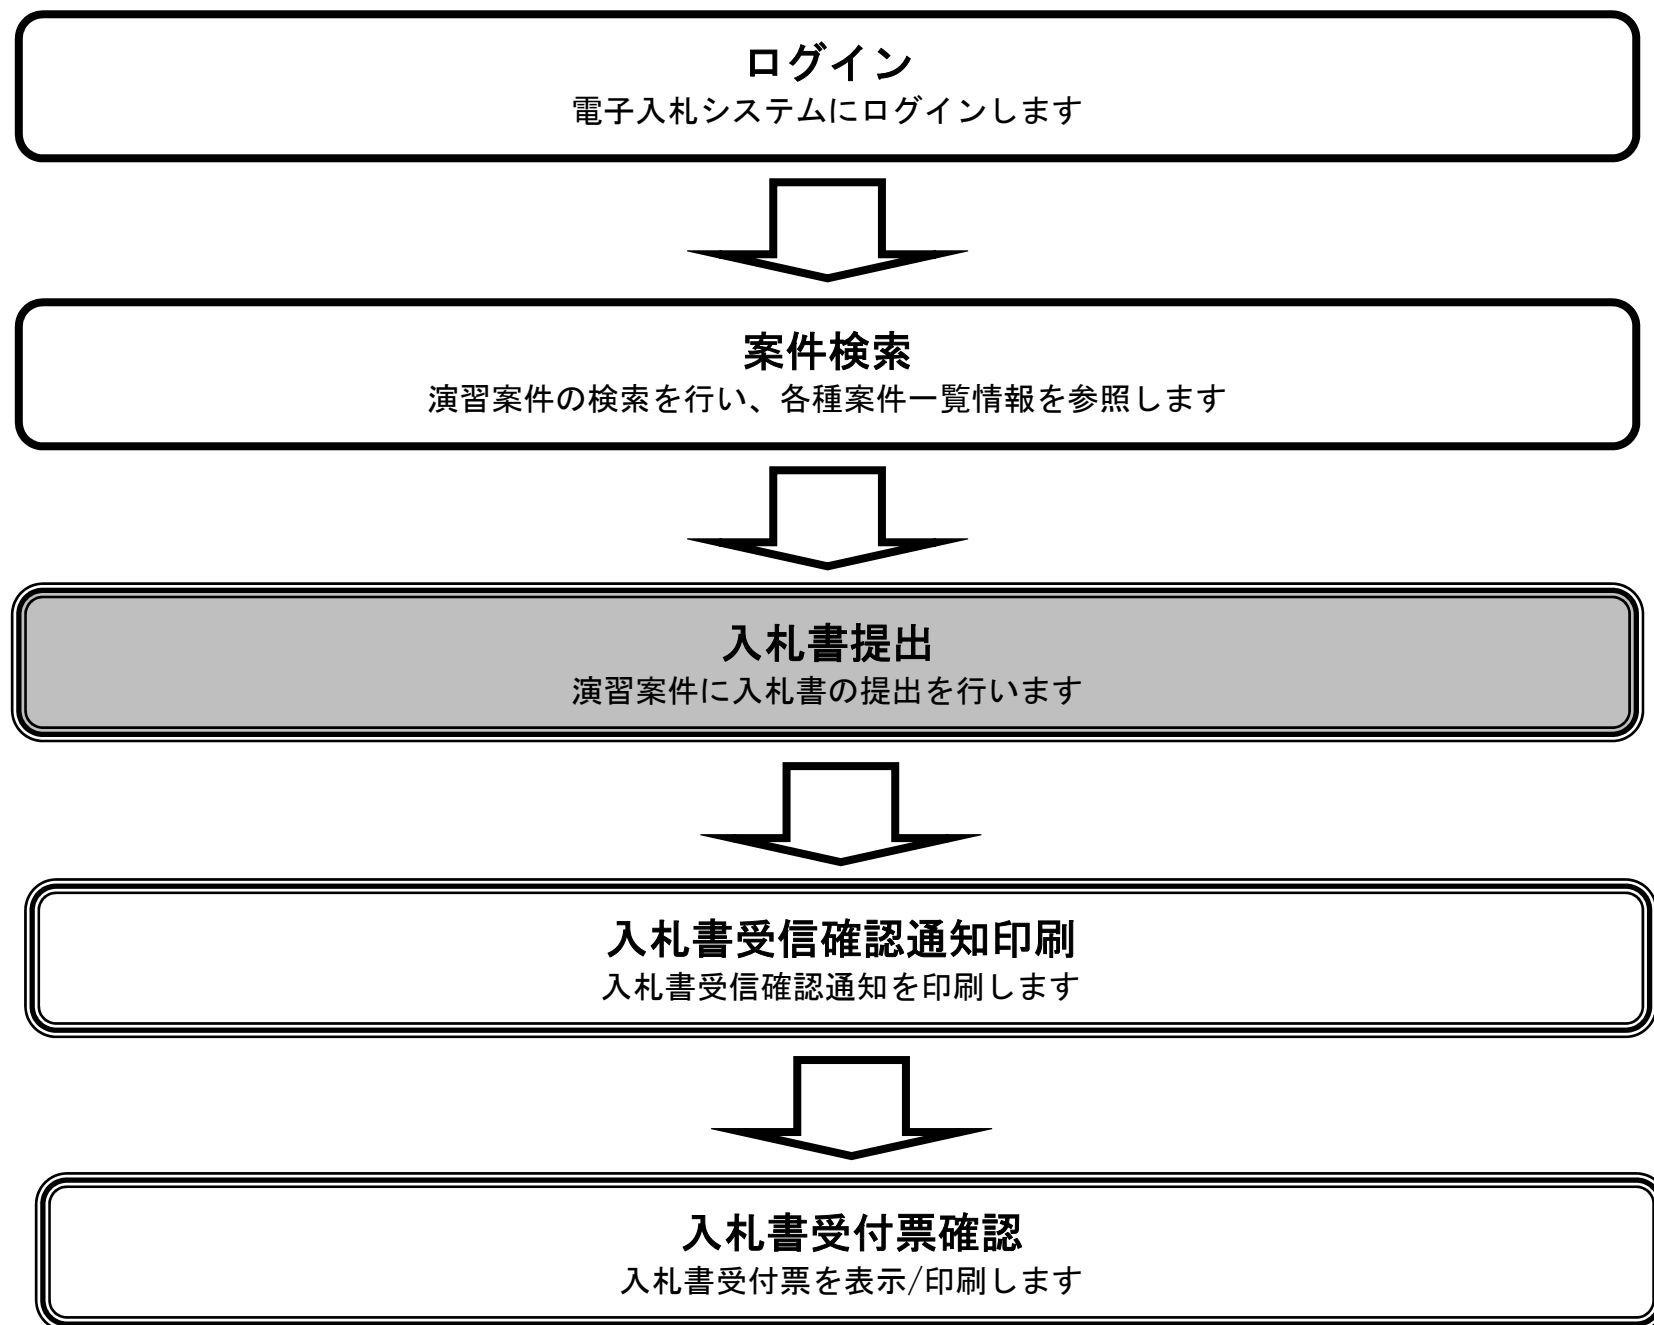 ログイン
電子入札システムにログインします
案件検索
演習案件の検索を行い、各種案件一覧情報を参照します
入札書提出
演習案件に入札書の提出を行います
入札書受信確認通知印刷
入札書受信確認通知を印刷します
入札書受付票確認
入札書受付票を表示/印刷します